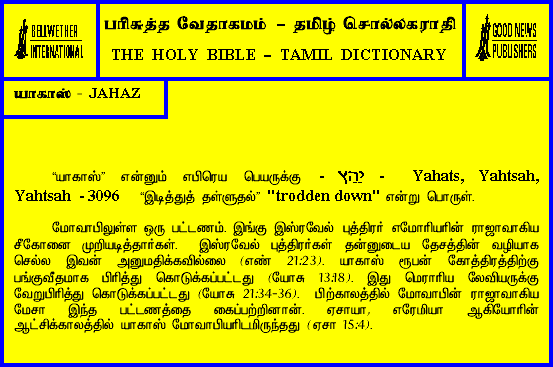 BELLWETHER
INTERNATIONAL
பரிசுத்த வேதாகமம் – தமிழ் சொல்லகராதி
THE HOLY BIBLE – TAMIL DICTIONARY
GOOD NEWS
PUBLISHERS
யாகாஸ் - JAHAZ
“யாகாஸ்” என்னும் எபிரெய பெயருக்கு - יַהַץ - Yahats, Yahtsah,
Yahtsah - 3096 “இடித்துத் தள்ளுதல்” "trodden down" என்று பொருள்.
மோவாபிலுள்ள ஒரு பட்டணம். இங்கு இஸ்ரவேல் புத்திரர் எமோரியரின் ராஜாவாகிய
சீகோனை முறியடித்தார்கள். இஸ்ரவேல் புத்திரர்கள் தன்னுடைய தேசத்தின் வழியாக
செல்ல இவன் அனுமதிக்கவில்லை (எண் 21:23). யாகாஸ் ரூபன் கோத்திரத்திற்கு
பங்குவீதமாக பிரித்து கொடுக்கப்பட்டது (யோசு 13:18). இது மெராரிய லேவியருக்கு
வேறுபிரித்து கொடுக்கப்பட்டது (யோசு 21:34-36). பிற்காலத்தில் மோவாபின் ராஜாவாகிய
மேசா இந்த பட்டணத்தை கைப்பற்றினான். ஏசாயா, எரேமியா ஆகியோரின்
ஆட்சிக்காலத்தில் யாகாஸ் மோவாபியரிடமிருந்தது (ஏசா 15:4).